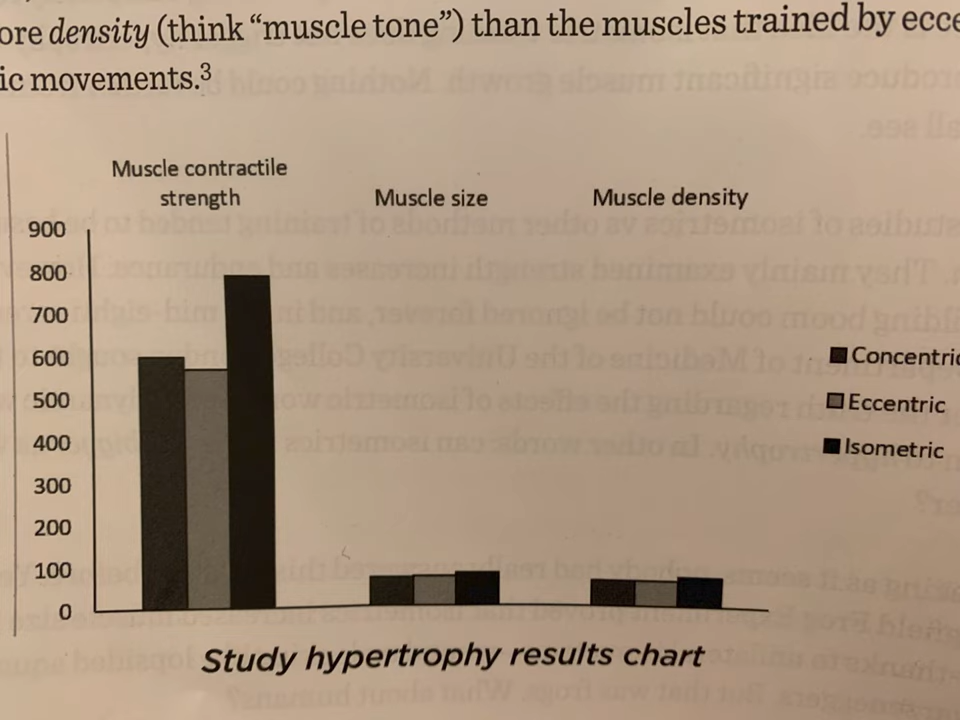 ore density (think “muscle tone”) than the muscles trained by ecce
ic movements.3
Muscle contractile
strength
Muscle size
Muscle density
900
800
700
600
500
400
300
200
100
0
Concentric
Eccentric
Isometric
Study hypertrophy results chart